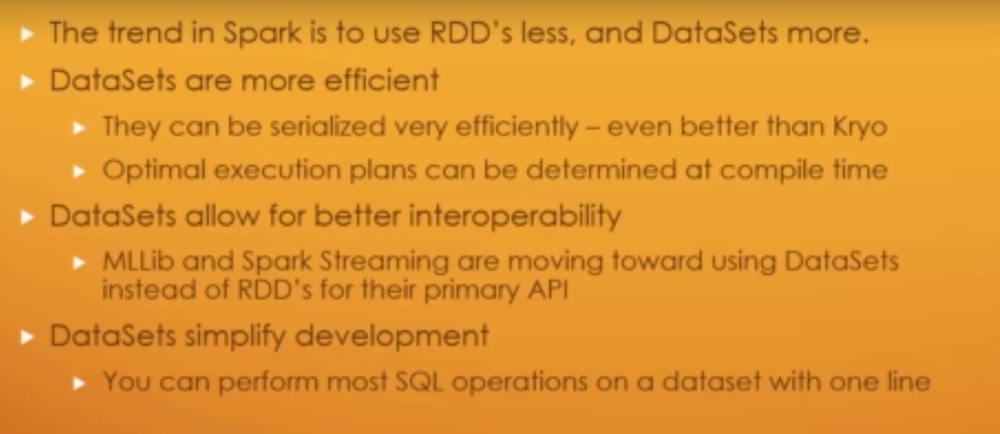 The trend in Spark is to use RDD's less, and DataSets more.
DataSets are more efficient
They can be serialized very efficiently – even better than Kryo
Optimal execution plans can be determined at compile time
DataSets allow for better interoperability
MLLib and Spark Streaming are moving toward using DataSets
instead of RDD's for their primary API
DataSets simplify development
You can perform most SQL operations on a dataset with one line